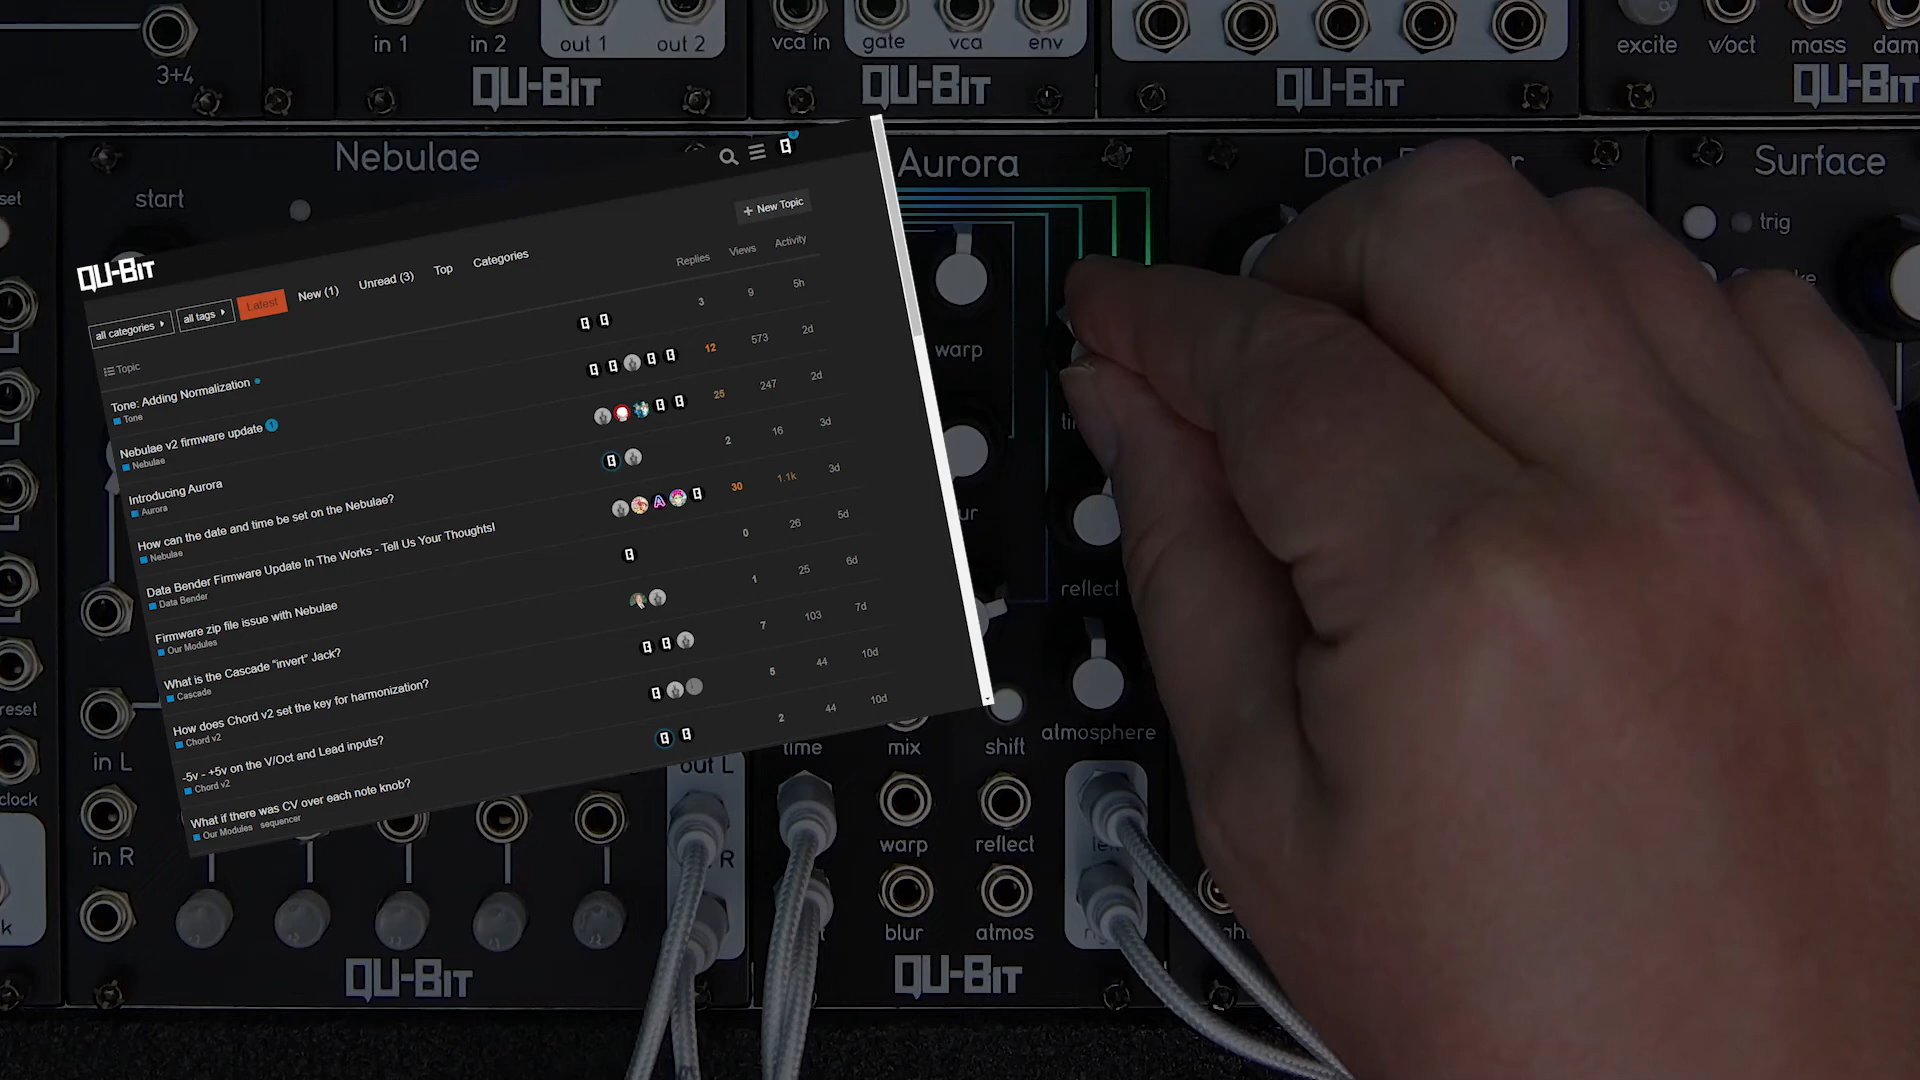 3+4
in 1
in 2
out 1
out 2
QU-BIT
vca in
gate
vca
env
QU-BIT
QU-BIT
excite
v/oct
mass
QU-BIT
Nebulae
start
Aurora
warp
reflect
atmosphere
Surface
trig
QU-BIT
New Topic
all categories
all tags
Latest
New (1)
Unread (3)
Top
Categories
Topic
Replies
Views
Activity
Tone: Adding Normalization
Tone
3 9 5h
Nebulae v2 firmware update 1
Nebulae
12 573 2d
Introducing Aurora
Aurora
25 247 2d
How can the date and time be set on the Nebulae?
Nebulae
2 16 3d
Data Bender Firmware Update In The Works - Tell Us Your Thoughts!
Data Bender
30 1.1k 3d
Firmware zip file issue with Nebulae
Our Modules
0 26 5d
What is the Cascade "invert" Jack?
Cascade
1 25 6d
How does Chord v2 set the key for harmonization?
Chord v2
7 103 7d
-5v - +5v on the V/Oct and Lead inputs?
Chord v2
5 44 10d
What if there was CV over each note knob?
Our Modules sequencer
2 44 10d
reset
clock
in L
in R
out L
R
QU-BIT
time
mix
shift
warp
reflect
blur
atmos
QU-BIT